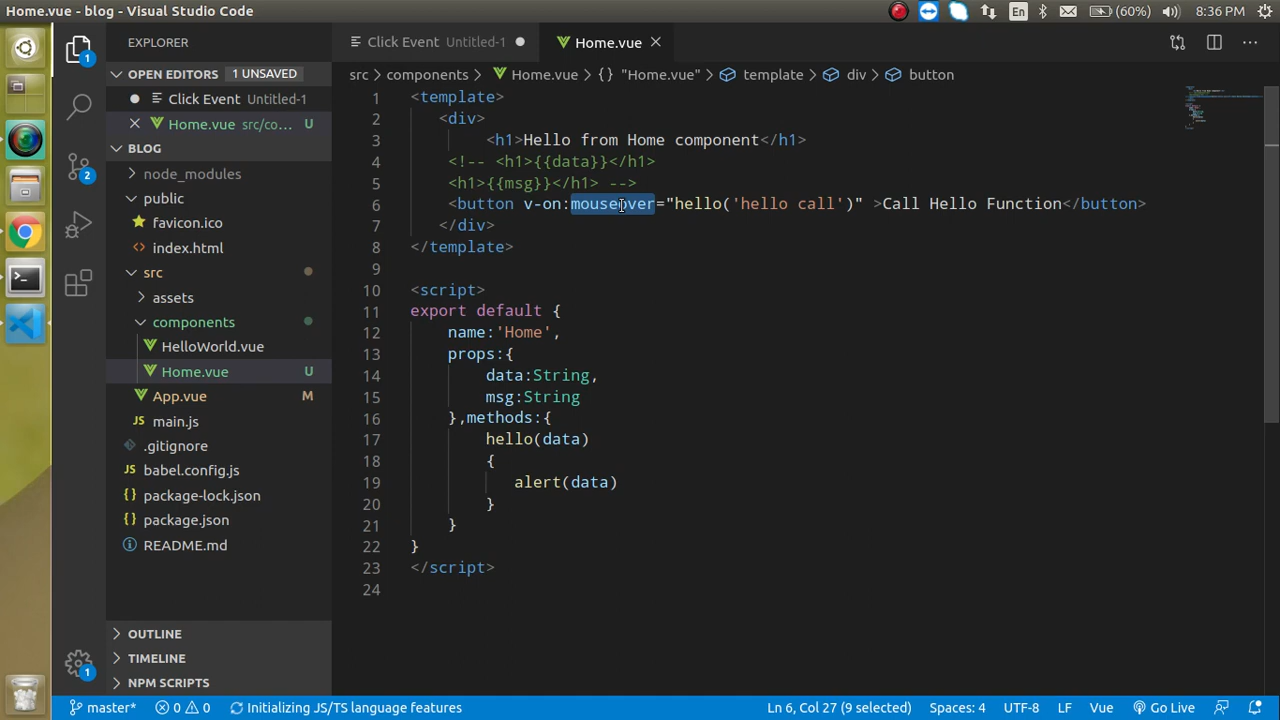 Home.vue - blog - Visual Studio Code
En
(60%)
8:36 PM
EXPLORER
OPEN EDITORS 1 UNSAVED
Click Event Untitled-1
Home.vue src/co... U
BLOG
node_modules
public
favicon.ico
index.html
src
assets
components
HelloWorld.vue
Home.vue U
App.vue M
JS main.js
.gitignore
babel.config.js
package-lock.json
package.json
README.md
OUTLINE
TIMELINE
NPM SCRIPTS
1
2
1
Click Event Untitled-1
Home.vue
src > components > Home.vue > {} "Home.vue" > template > div > button
1 <template>
2 <div>
3 <h1>Hello from Home component</h1>
4 <!-- <h1>{{data}}</h1>
5 <h1>{{msg}}</h1> -->
6 <button v-on:mouseover="hello('hello call')" >Call Hello Function</button>
7 </div>
8 </template>
9
10 <script>
11 export default {
12 name:'Home',
13 props:{
14 data:String,
15 msg:String
16 },methods:{
17 hello(data)
18 {
19 alert(data)
20 }
21 }
22 }
23 </script>
24
master* 0 0 Initializing JS/TS language features
Ln 6, Col 27 (9 selected) Spaces: 4 UTF-8 LF Vue Go Live